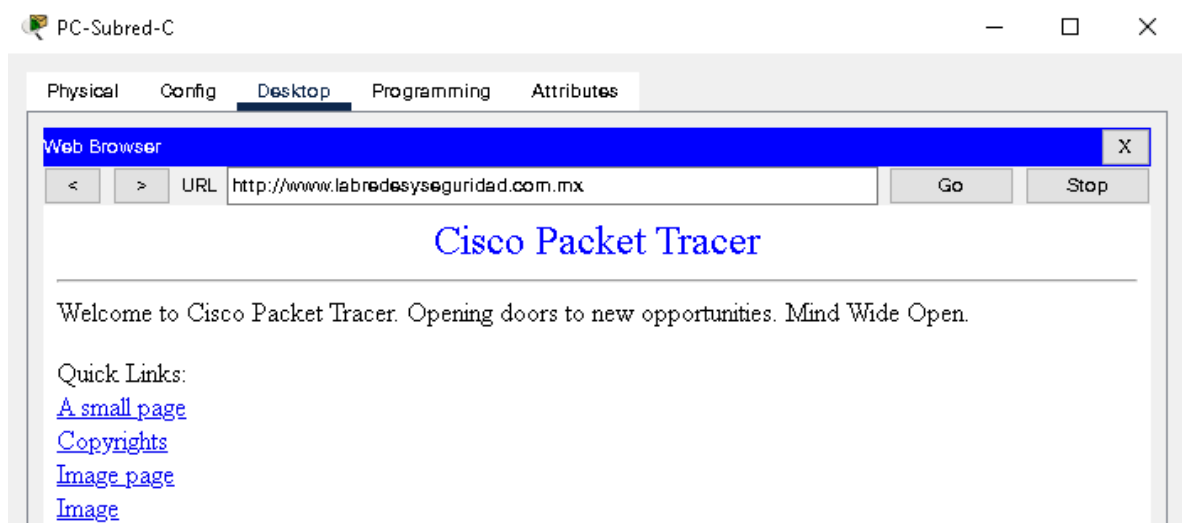 PC-Subred-C
Physical Config Desktop Programming Attributes
Web Browser X
< > URL http://www.labredesyseguridad.com.mx Go Stop
Cisco Packet Tracer
Welcome to Cisco Packet Tracer. Opening doors to new opportunities. Mind Wide Open.
Quick Links:
A small page
Copyrights
Image page
Image